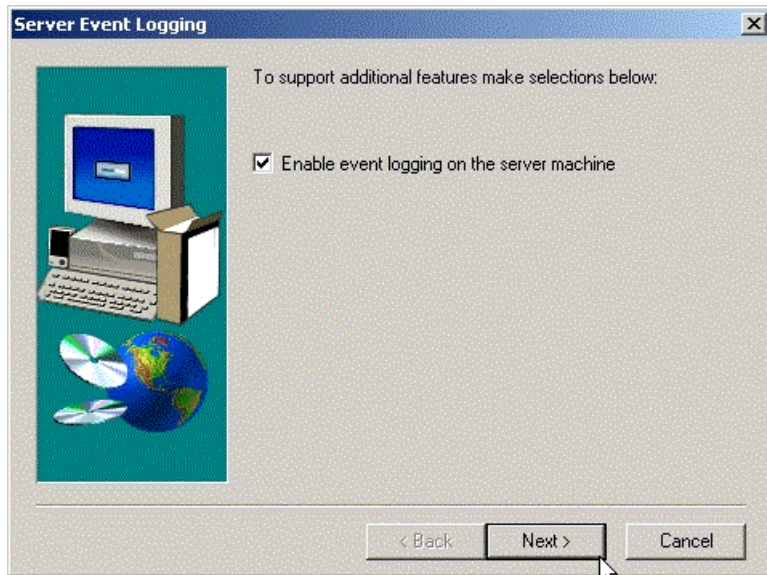 Server Event Logging
To support additional features make selections below:
Enable event logging on the server machine
< Back
Next >
Cancel